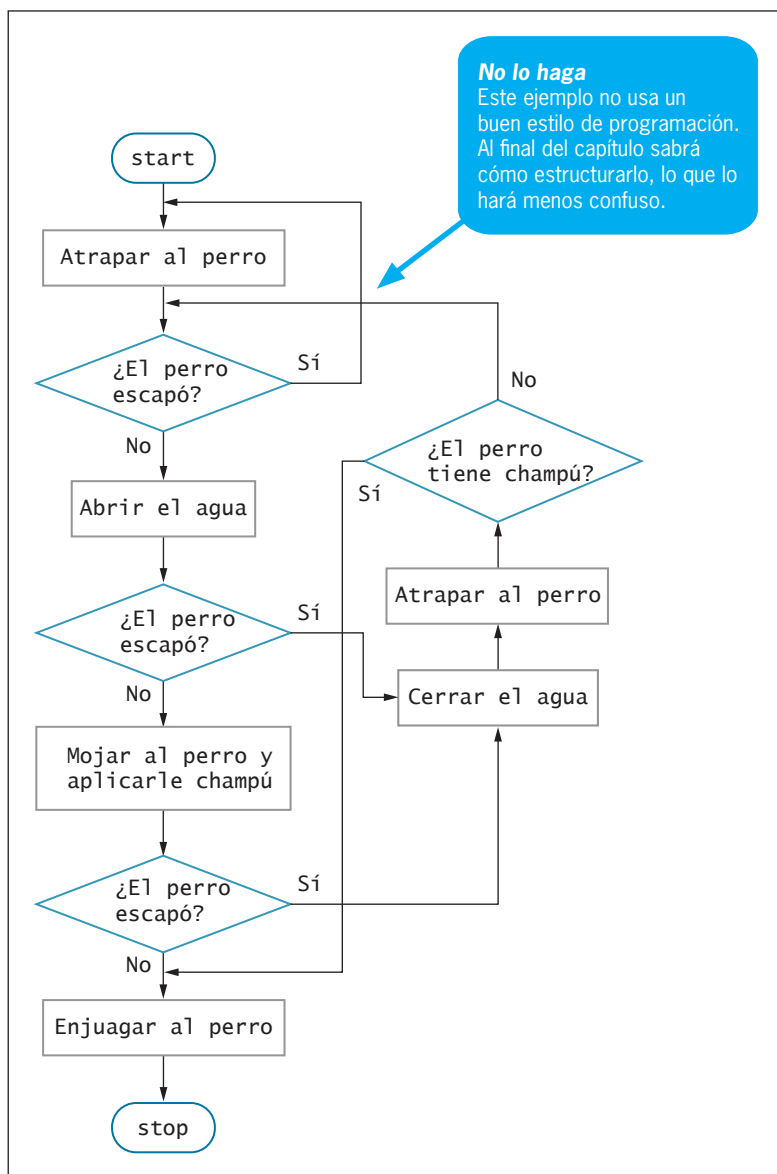 No lo haga
Este ejemplo no usa un
buen estilo de programación.
Al final del capítulo sabrá
cómo estructurarlo, lo que lo
hará menos confuso.
start
Atrapar al perro
¿El perro
escapó?
Sí
No
Abrir el agua
¿El perro
escapó?
Sí
No
Mojar al perro y
aplicarle champú
¿El perro
escapó?
Sí
No
Enjuagar al perro
stop
No
¿El perro
tiene champú?
Sí
Atrapar al perro
Cerrar el agua